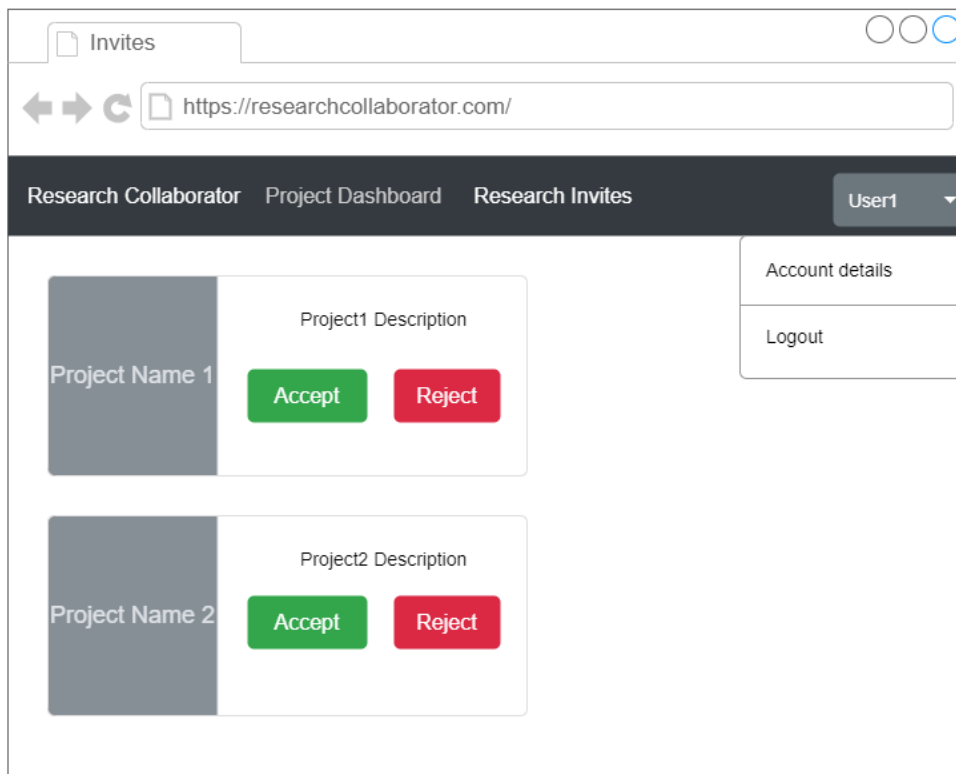 Invites
https://researchcollaborator.com/
Research Collaborator Project Dashboard Research Invites User1
Account details
Logout
Project Name 1
Project1 Description
Accept Reject
Project Name 2
Project2 Description
Accept Reject